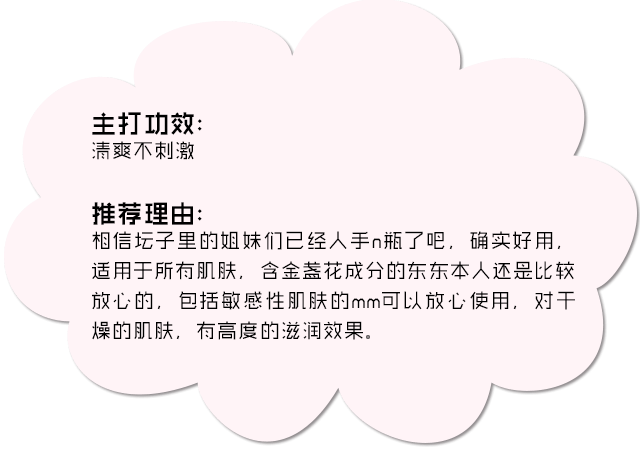 主打功效：
清爽不刺激
推荐理由：
相信坛子里的姐妹们已经人手n瓶了吧，确实好用，
适用于所有肌肤，含金盏花成分的东东本人还是比较
放心的，包括敏感性肌肤的mm可以放心使用，对干
燥的肌肤，有高度的滋润效果。